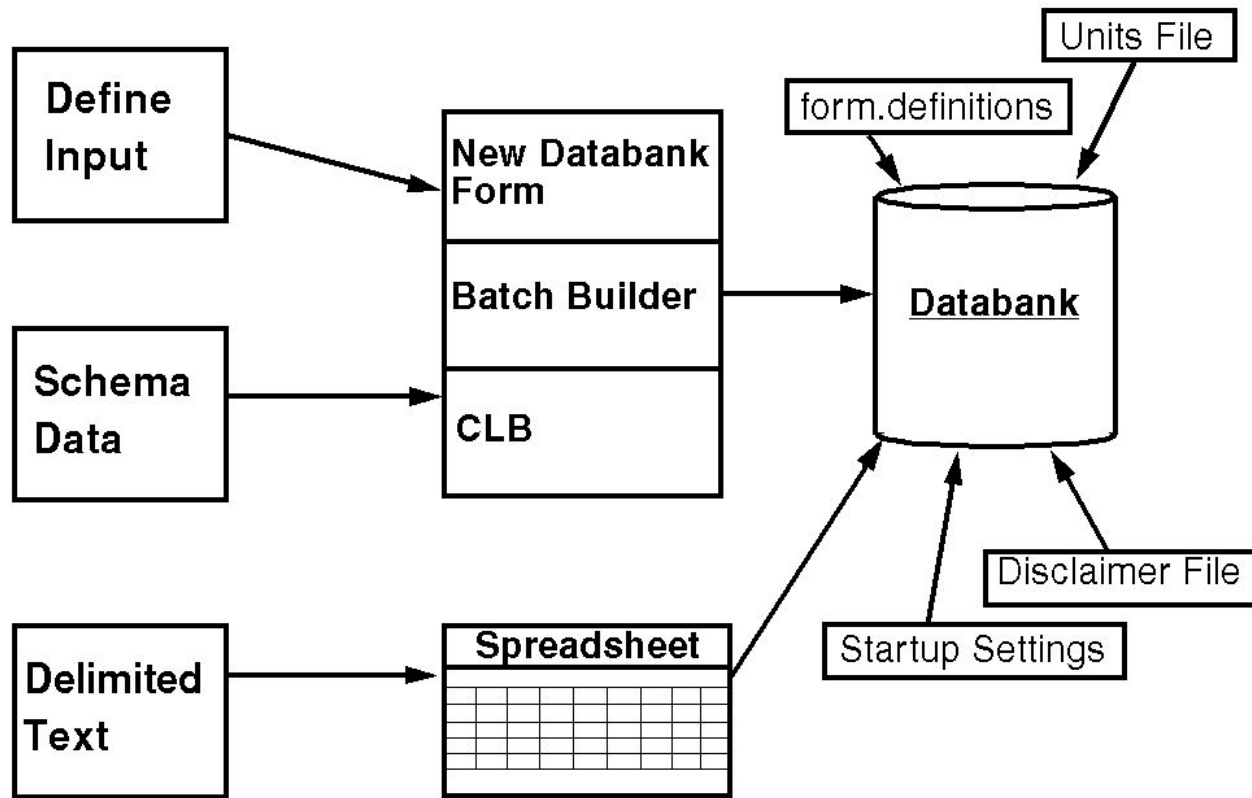 Units File
form.definitions
Define
Input
New Databank
Form
Batch Builder
Databank
Schema
Data
CLB
Disclaimer File
Startup Settings
Spreadsheet
Delimited
Text